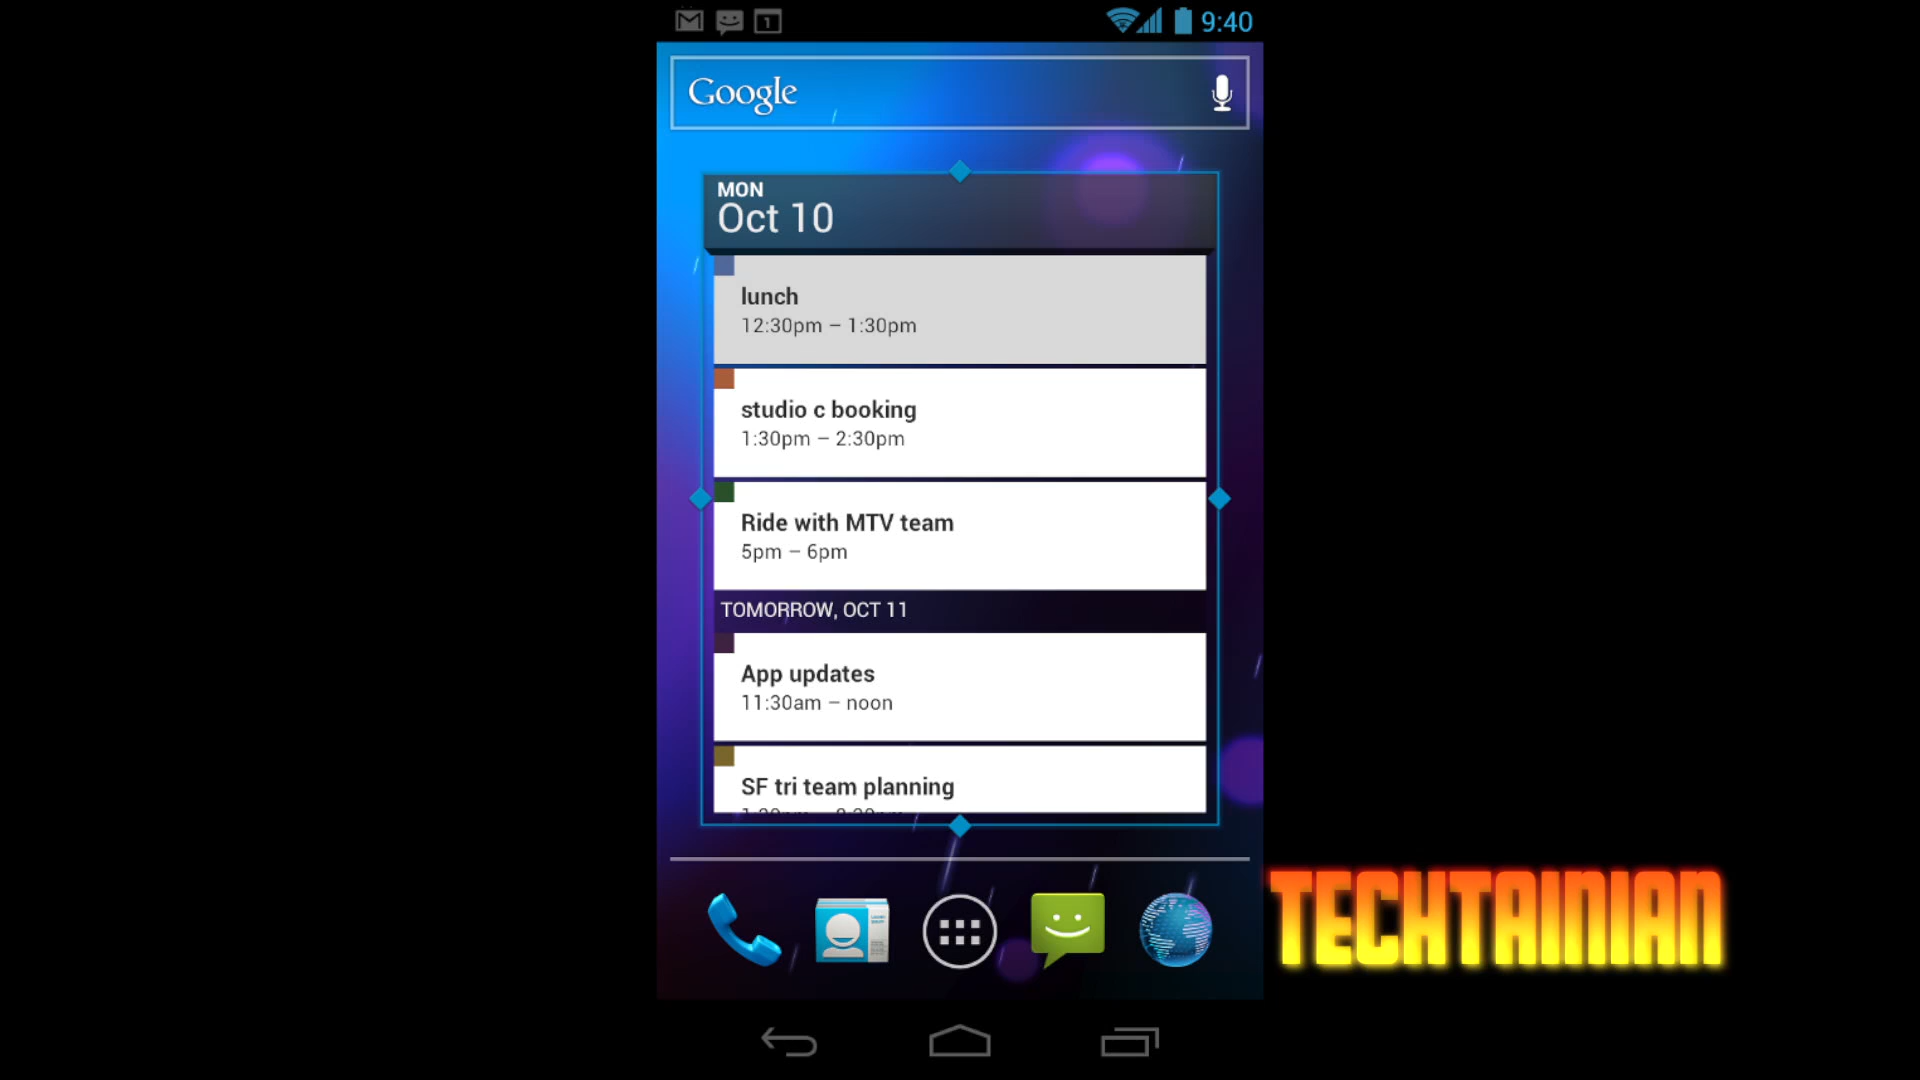 1
9:40
Google
MON
Oct 10
lunch
12:30pm – 1:30pm
studio c booking
1:30pm – 2:30pm
Ride with MTV team
5pm – 6pm
TOMORROW, OCT 11
App updates
11:30am – noon
SF tri team planning
TECHTAINIAN